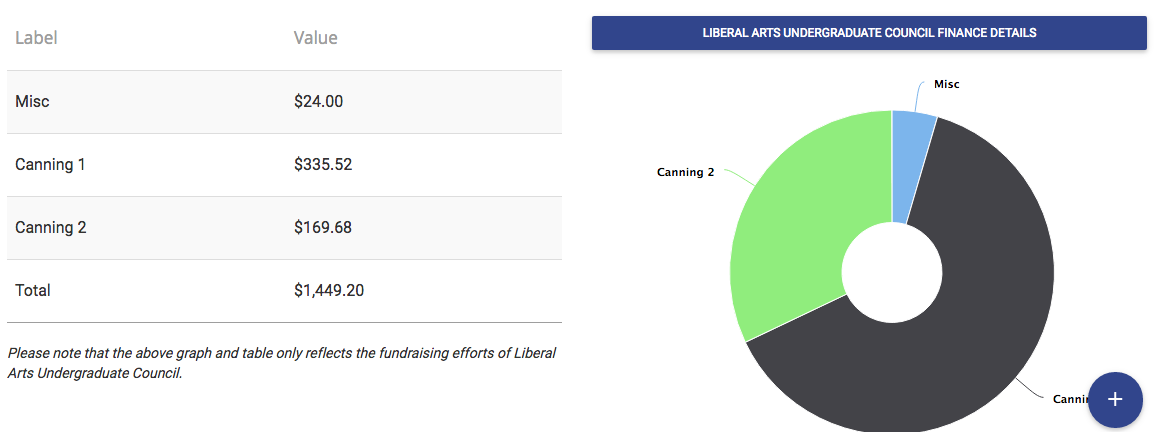 Label Value
Misc $24.00
Canning 1 $335.52
Canning 2 $169.68
Total $1,449.20
Please note that the above graph and table only reflects the fundraising efforts of Liberal
Arts Undergraduate Council.
LIBERAL ARTS UNDERGRADUATE COUNCIL FINANCE DETAILS
Misc
Canning 2
Cannin
+